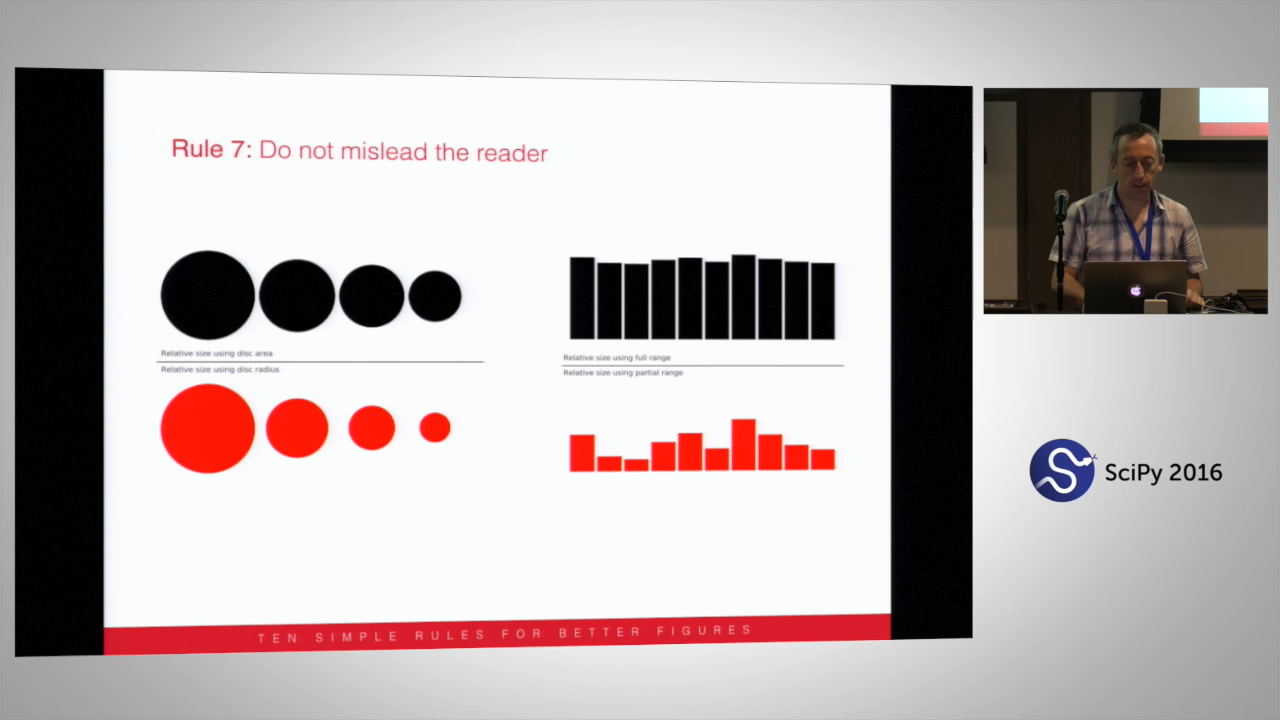 Rule 7: Do not mislead the reader
Relative size using disc area
Relative size using disc radius
Relative size using full range
Relative size using partial range
TEN SIMPLE RULES FOR BETTER FIGURES
SciPy 2016